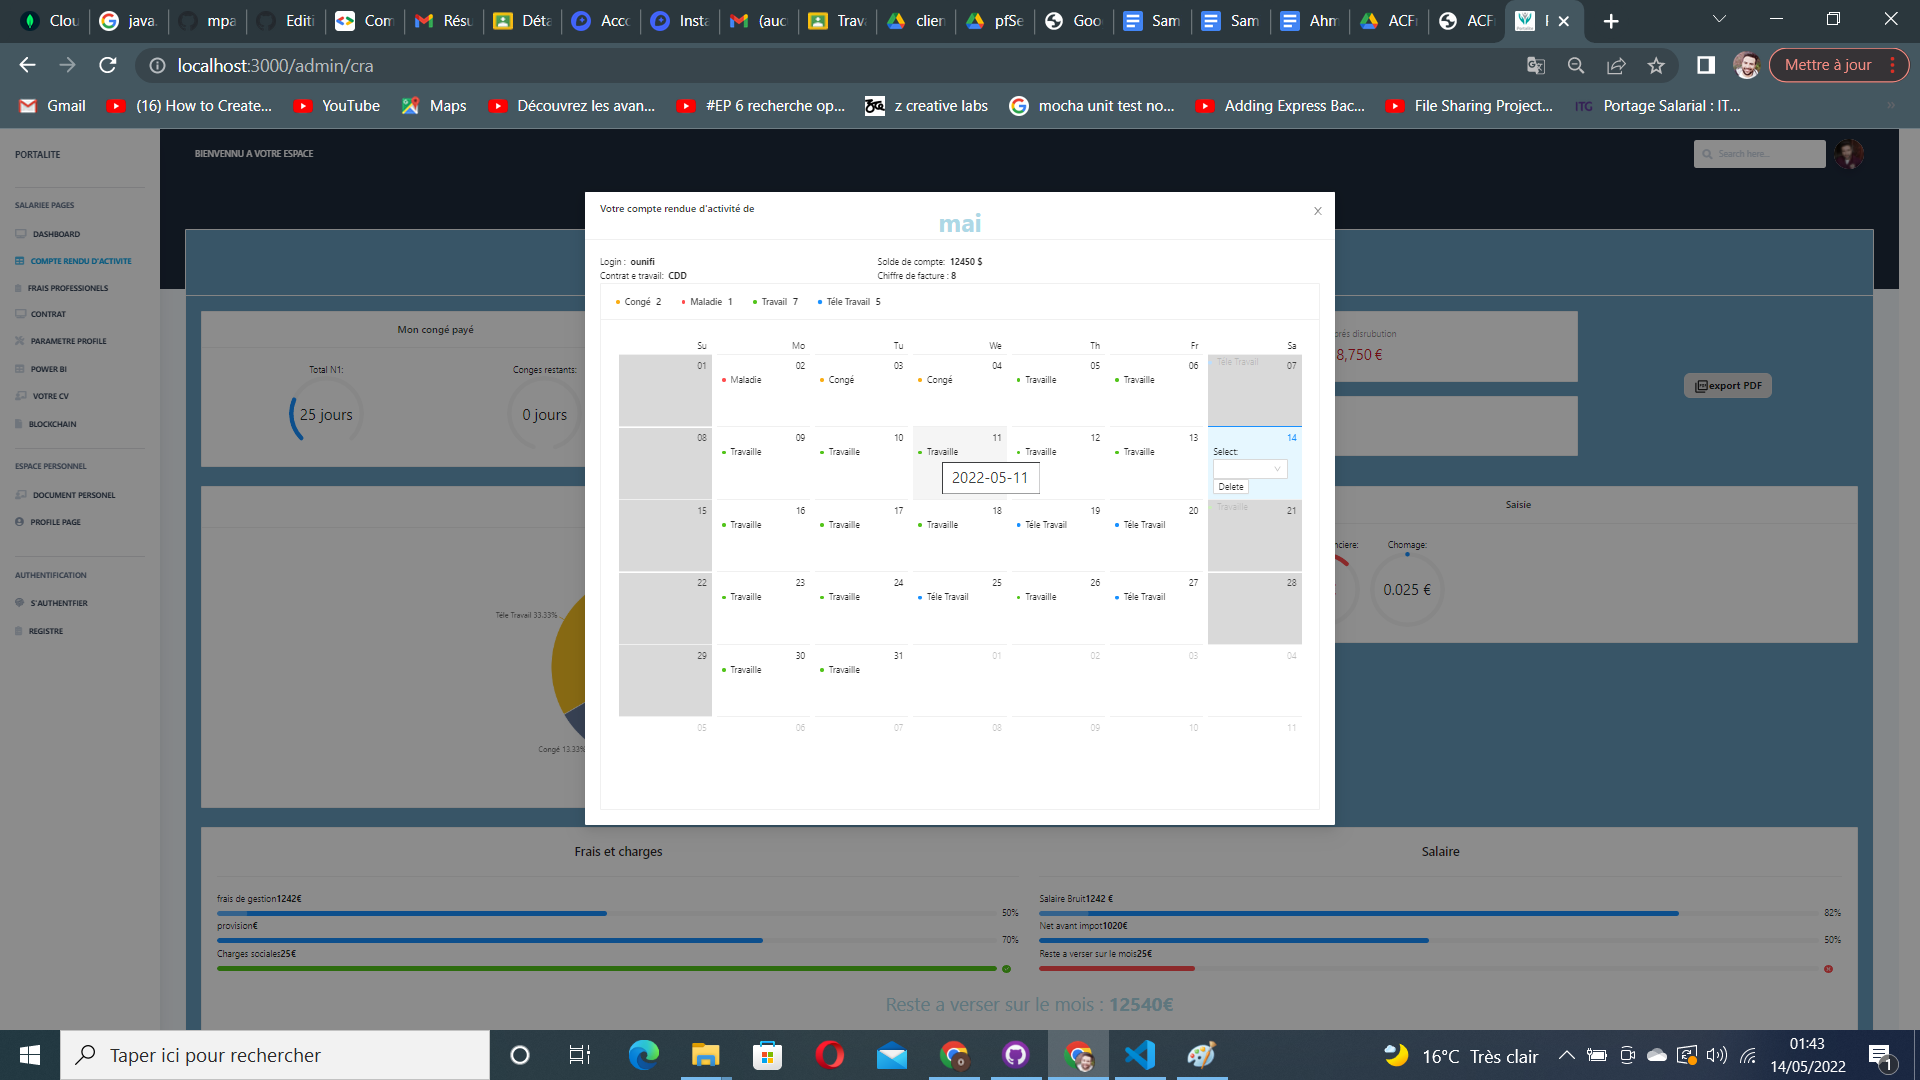 Clou
java
mpa
Editi
Com
Résu
Déta
Acco
Insta
(auc
Trava
clien
pfSe
Goo
Sam
Sam
Ahm
ACF
ACF
localhost:3000/admin/cra
Mettre à jour
Gmail
(16) How to Create...
YouTube
Maps
Découvrez les avan...
#EP 6 recherche op...
z creative labs
mocha unit test no...
Adding Express Bac...
File Sharing Project...
ITG Portage Salarial : IT...
PORTALITE
BIENVENNU A VOTRE ESPACE
Search here...
SALARIEE PAGES
DASHBOARD
COMPTE RENDU D'ACTIVITE
FRAIS PROFESSIONELS
CONTRAT
PARAMETRE PROFILE
POWER BI
VOTRE CV
BLOCKCHAIN
ESPACE PERSONNEL
DOCUMENT PERSONEL
PROFILE PAGE
AUTHENTIFICATION
S'AUTHENTFIER
REGISTRE
Votre compte rendue d'activité de
mai
Login : ounifi
Solde de compte: 12450 $
Contrat e travail: CDD
Chiffre de facture : 8
Congé 2 Maladie 1 Travail 7 Téle Travail 5
Su Mo Tu We Th Fr Sa
01 02 03 04 05 06 07
Maladie Congé Congé Travaille Travaille Téle Travail
08 09 10 11 12 13 14
Travaille Travaille Travaille Travaille Travaille Select:
2022-05-11
Delete
15 16 17 18 19 20 21
Travaille Travaille Travaille Téle Travail Téle Travail Travaille
22 23 24 25 26 27 28
Travaille Travaille Téle Travail Travaille Téle Travail
29 30 31 01 02 03 04
Travaille Travaille
05 06 07 08 09 10 11
Mon congé payé
Total N1:
Conges restants:
25 jours
0 jours
disrubution
8,750 €
export PDF
Saisie
nciere:
Chomage:
0.025 €
Téle Travail 33.33%
Congé 13.33%
Frais et charges
frais de gestion1242€
50%
provision€
70%
Charges sociales25€
Salaire
Salaire Bruit1242 €
82%
Net avant impot1020€
50%
Reste a verser sur le mois25€
Reste a verser sur le mois : 12540€
Taper ici pour rechercher
16°C Très clair
01:43
14/05/2022
1